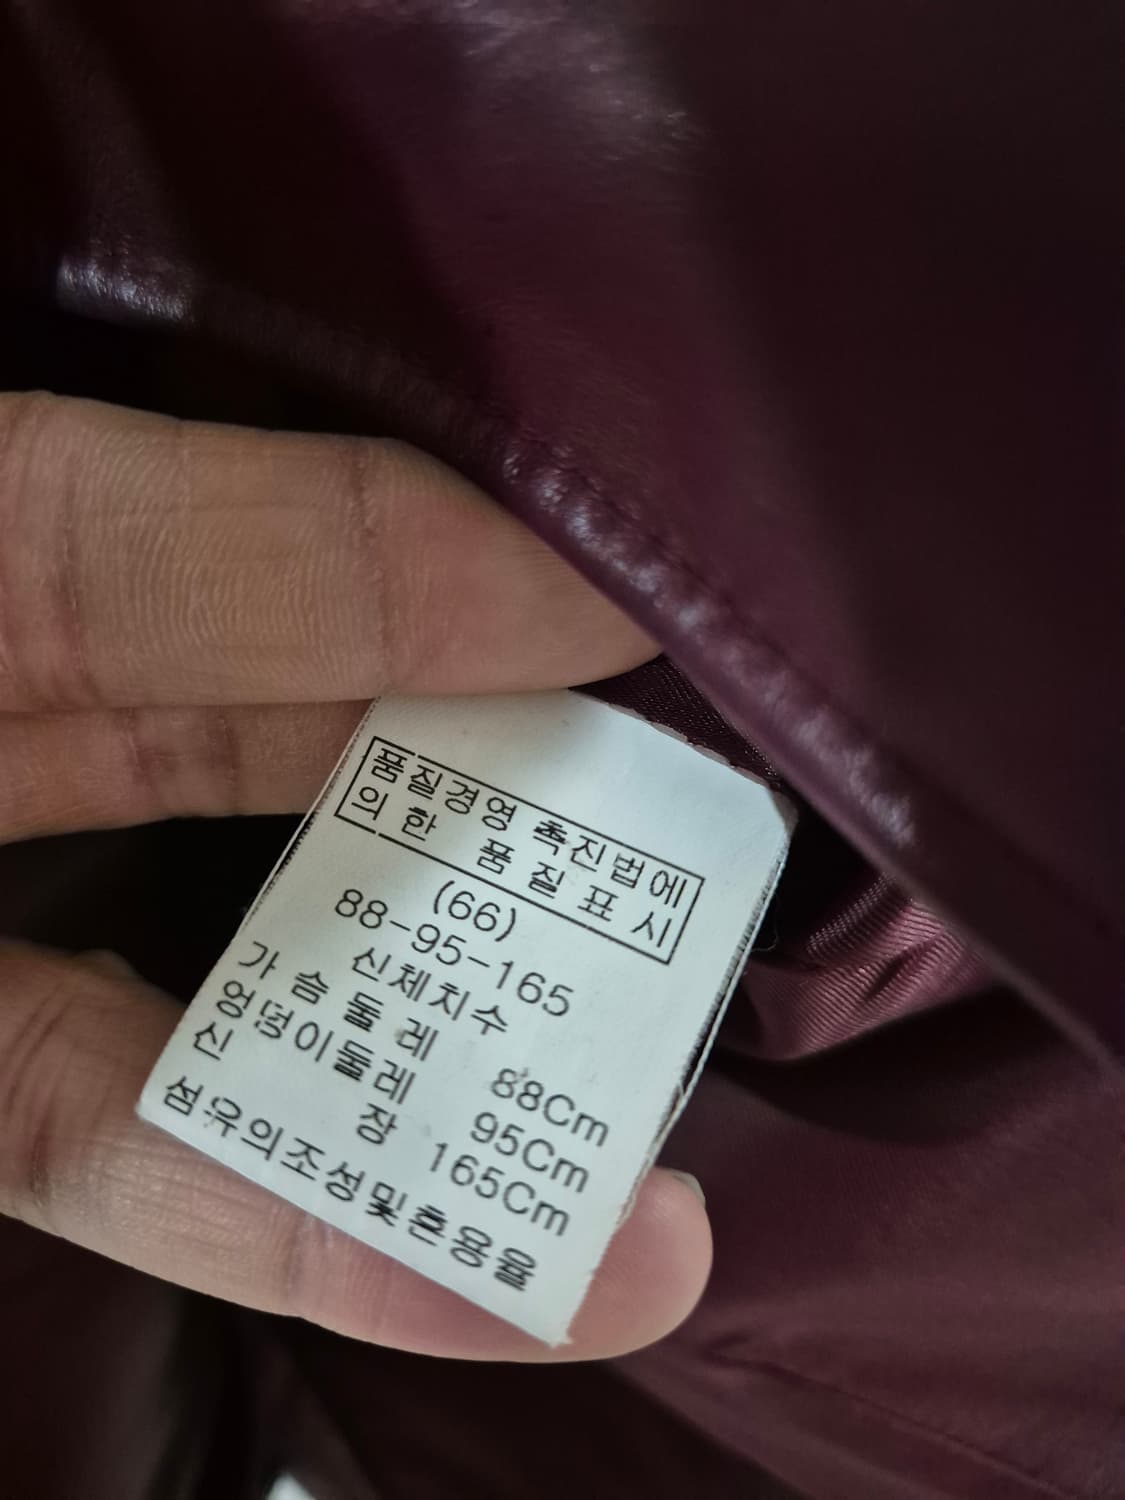 품질경영 촉진법에
의 한 품 질 표 시
(66)
88-95-165
신체치수
가 슴 둘 레 88Cm
엉덩이둘레 95Cm
신 장 165Cm
섬유의조성및혼용율